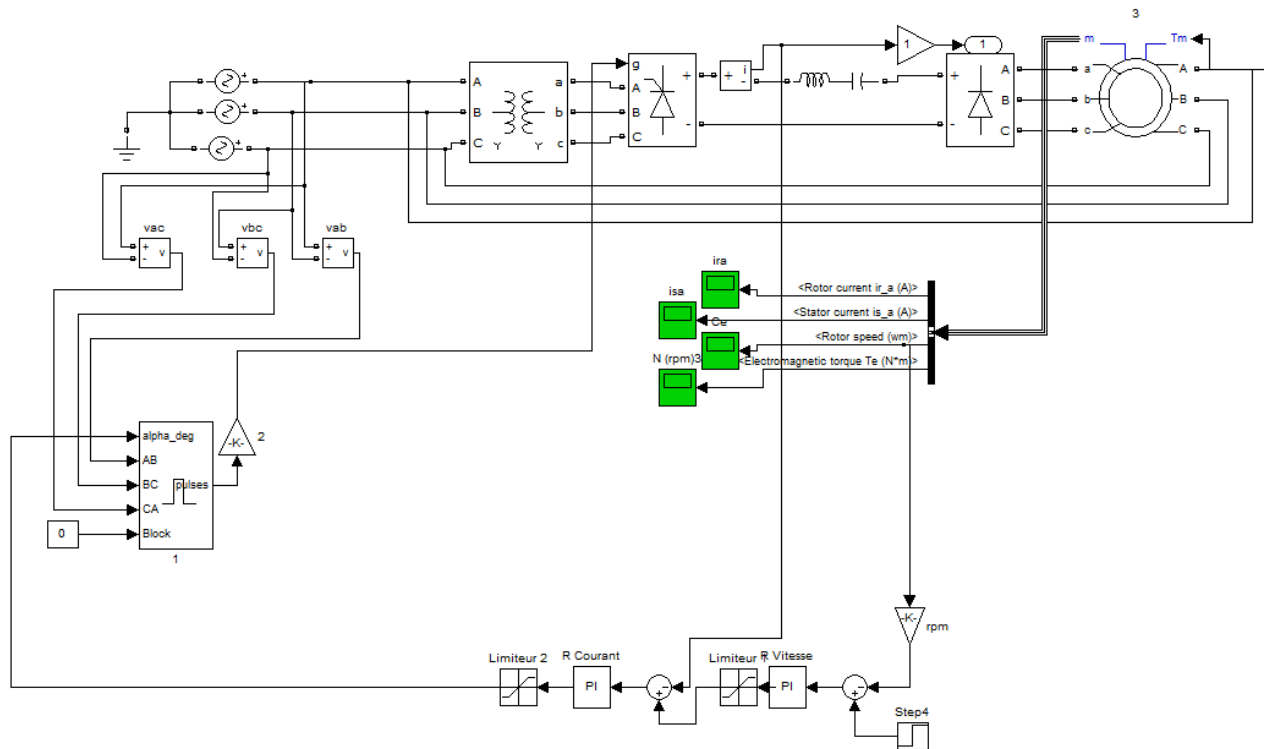 3
1
1
m
Tm
g
A
B
C
a
b
c
A
B
C
+
-
+
i
-
+
-
A
B
C
a
b
c
A
B
C
Y
Y
+
+
+
vac
vbc
vab
+
-
v
+
-
v
+
-
v
ira
isa
Ce
N (rpm)3
<Rotor current ir_a (A)>
<Stator current is_a (A)>
<Rotor speed (wm)>
<Electromagnetic torque Te (N*m)>
-K-
2
alpha_deg
AB
BC
CA
Block
pulses
0
1
-K-
rpm
Limiteur 2
R Courant
PI
-
+
Limiteur 1
R Vitesse
PI
-
+
Step4